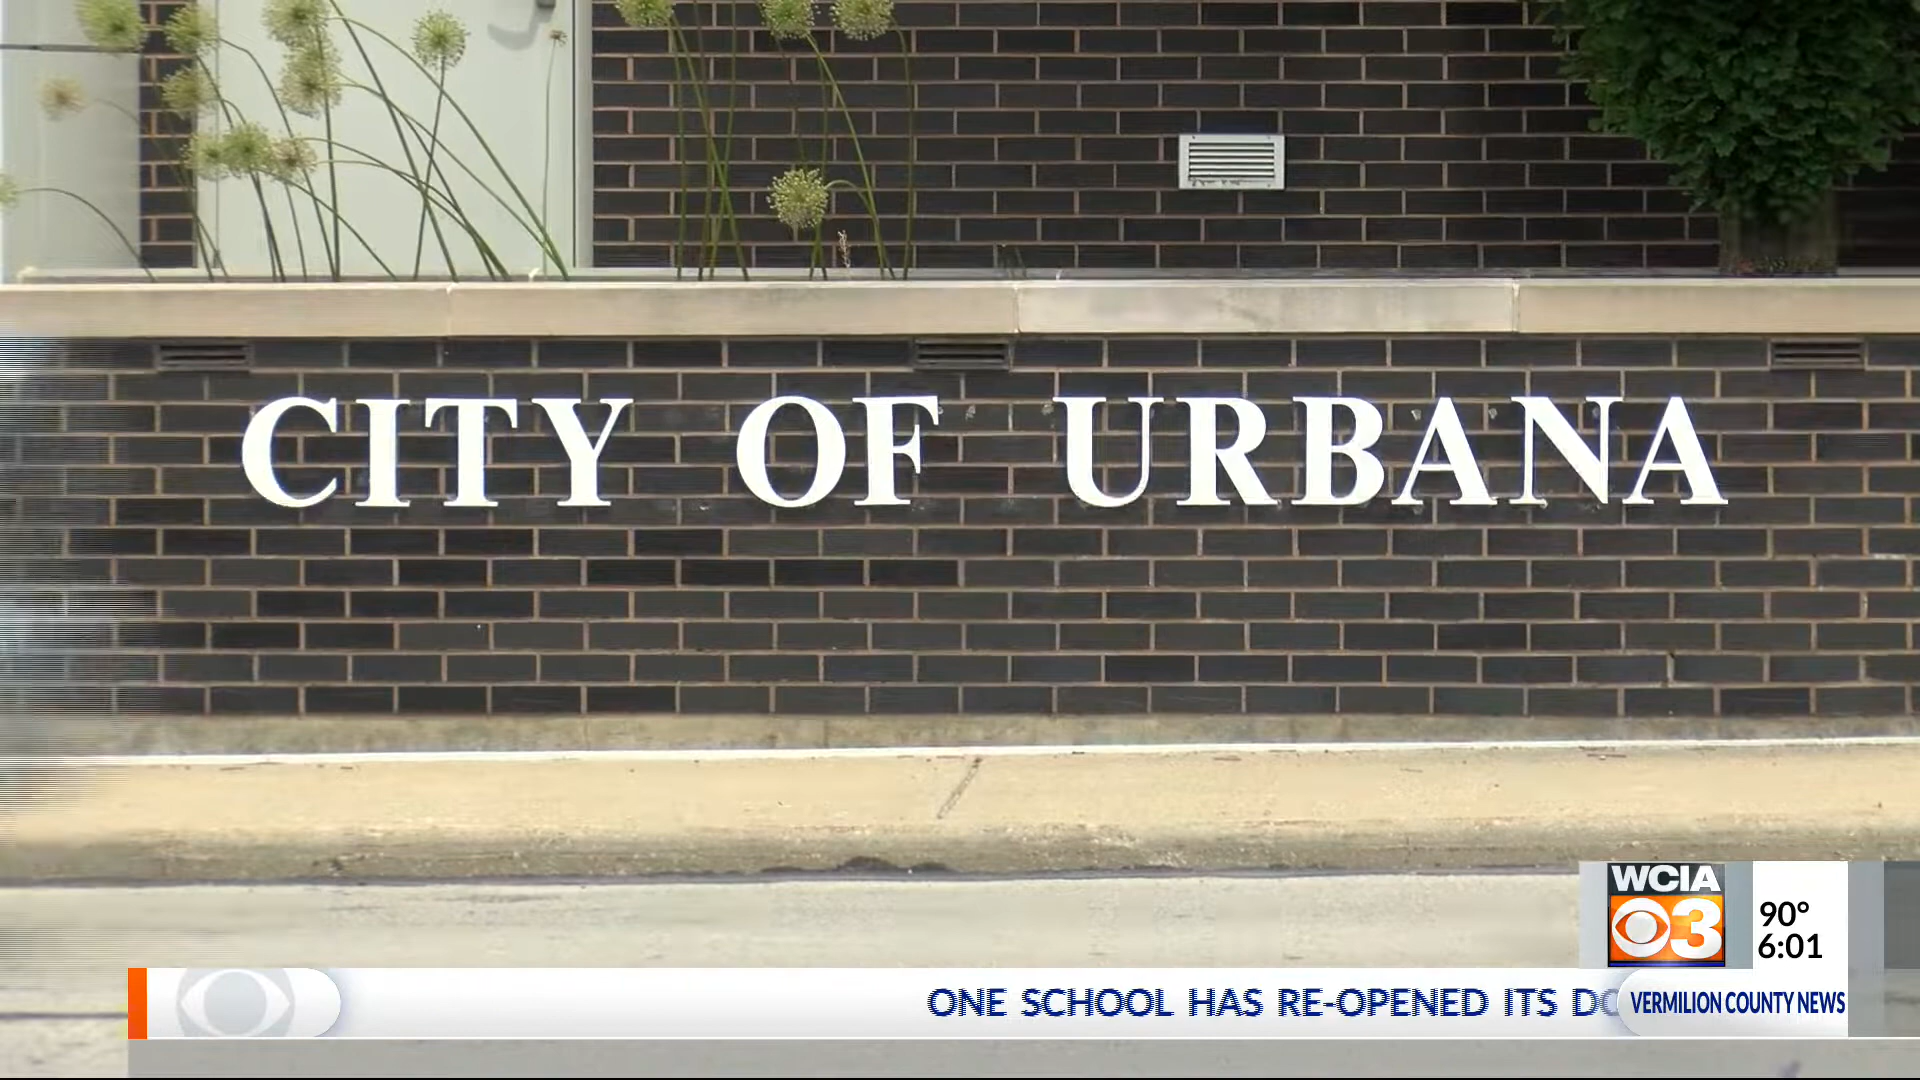 CITY OF URBANA
WCIA
3
90°
6:01
ONE SCHOOL HAS RE-OPENED ITS
VERMILION COUNTY NEWS